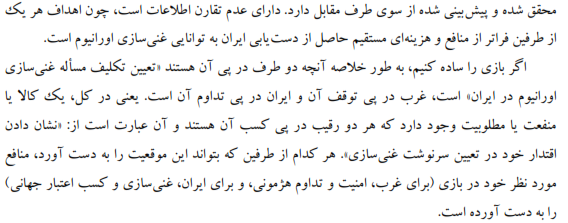 محقق شده و پیش‌بینی شده از سوی طرف مقابل دارد. دارای عدم تقارن اطلاعات است، چون اهداف هر یک
از طرفین فراتر از منافع و هزینه‌ای مستقیم حاصل از دست‌یابی ایران به توانایی غنی‌سازی اورانیوم است.
اگر بازی را ساده کنیم، به طور خلاصه آنچه دو طرف در پی آن هستند «تعیین تکلیف مسأله غنی‌سازی
اورانیوم در ایران» است، غرب در پی توقف آن و ایران در پی تداوم آن است. یعنی در کل، یک کالا یا
منفعت یا مطلوبیت وجود دارد که هر دو رقیب در پی کسب آن هستند و آن عبارت است از: «نشان دادن
اقتدار خود در تعیین سرنوشت غنی‌سازی». هر کدام از طرفین که بتواند این موقعیت را به دست آورد، منافع
مورد نظر خود در بازی (برای غرب، امنیت و تداوم هژمونی، و برای ایران، غنی‌سازی و کسب اعتبار جهانی)
را به دست آورده است.